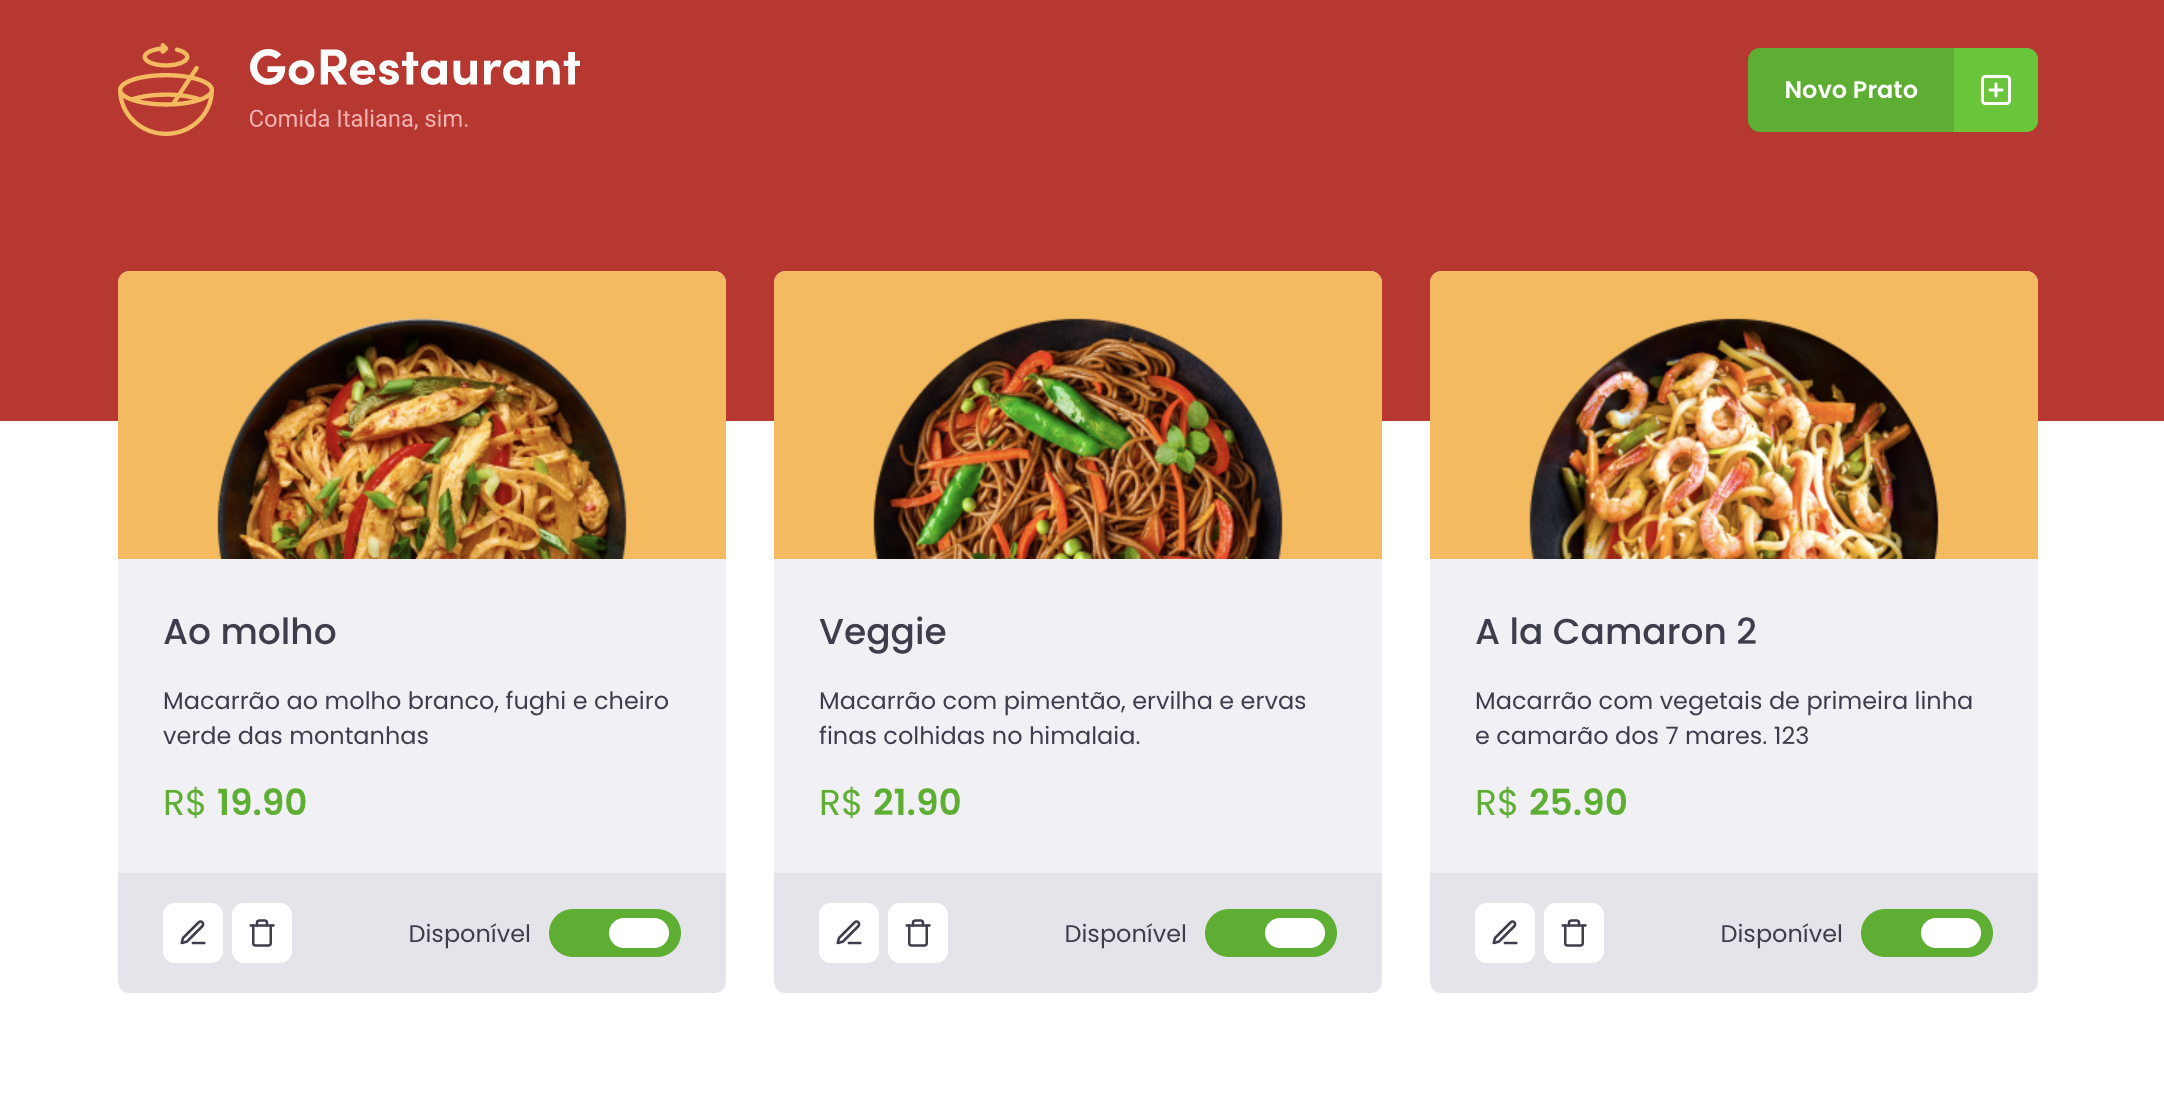 GoRestaurant
Comida Italiana, sim.
Novo Prato
Ao molho
Macarrão ao molho branco, fughi e cheiro
verde das montanhas
R$ 19.90
Disponível
Veggie
Macarrão com pimentão, ervilha e ervas
finas colhidas no himalaia.
R$ 21.90
Disponível
A la Camaron 2
Macarrão com vegetais de primeira linha
e camarão dos 7 mares. 123
R$ 25.90
Disponível